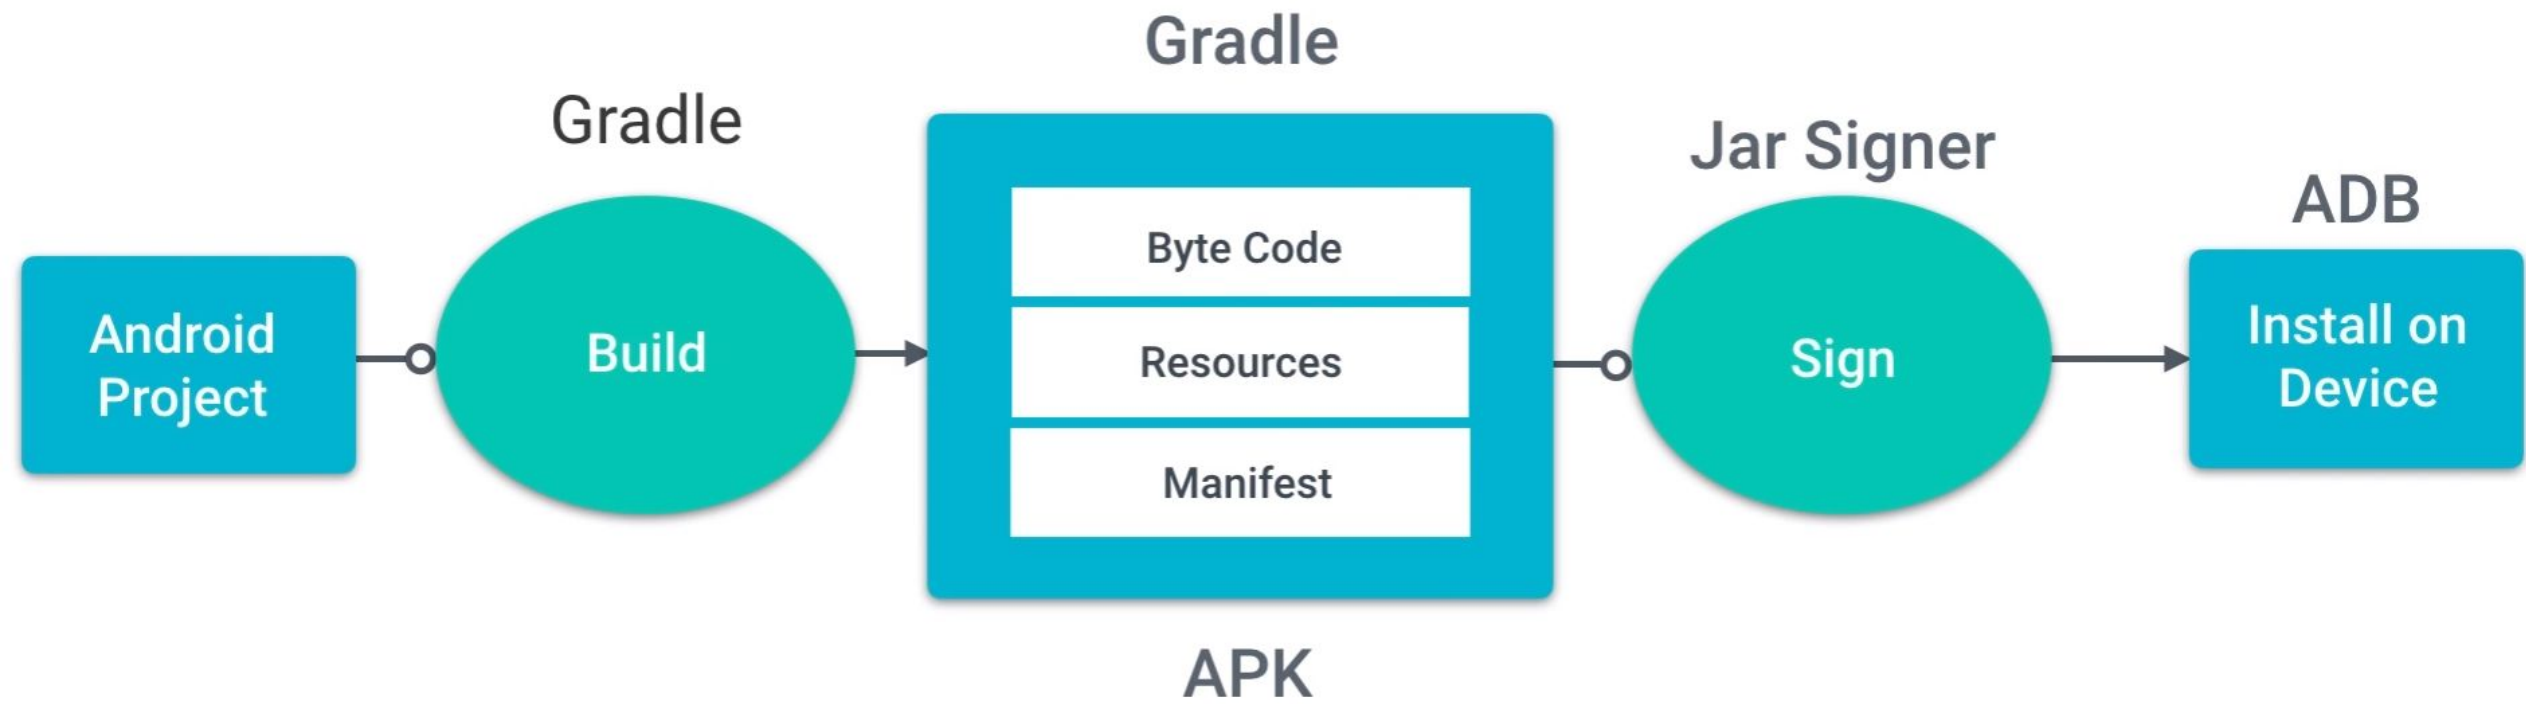 Gradle
Gradle
Jar Signer
ADB
Android
Project
Build
Byte Code
Resources
Manifest
Sign
Install on
Device
APK